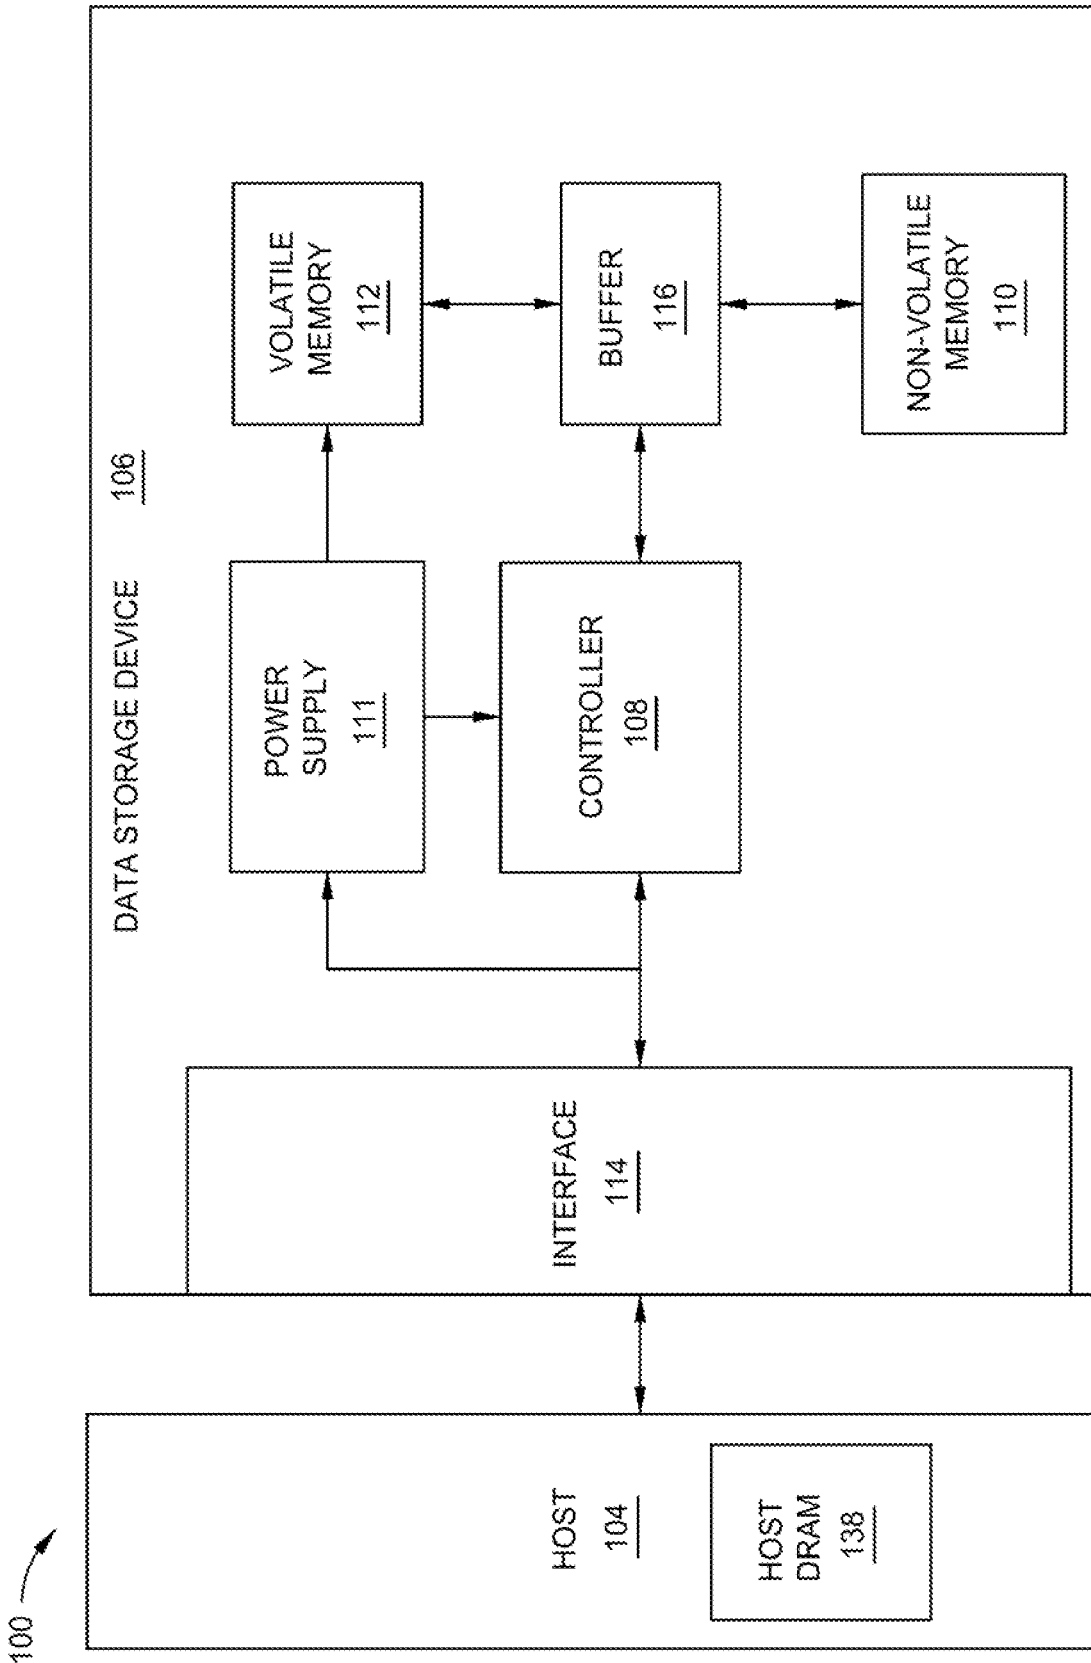 100
HOST
104
HOST
DRAM
138
DATA STORAGE DEVICE 106
INTERFACE
114
POWER
SUPPLY
111
CONTROLLER
108
VOLATILE
MEMORY
112
BUFFER
116
NON-VOLATILE
MEMORY
110